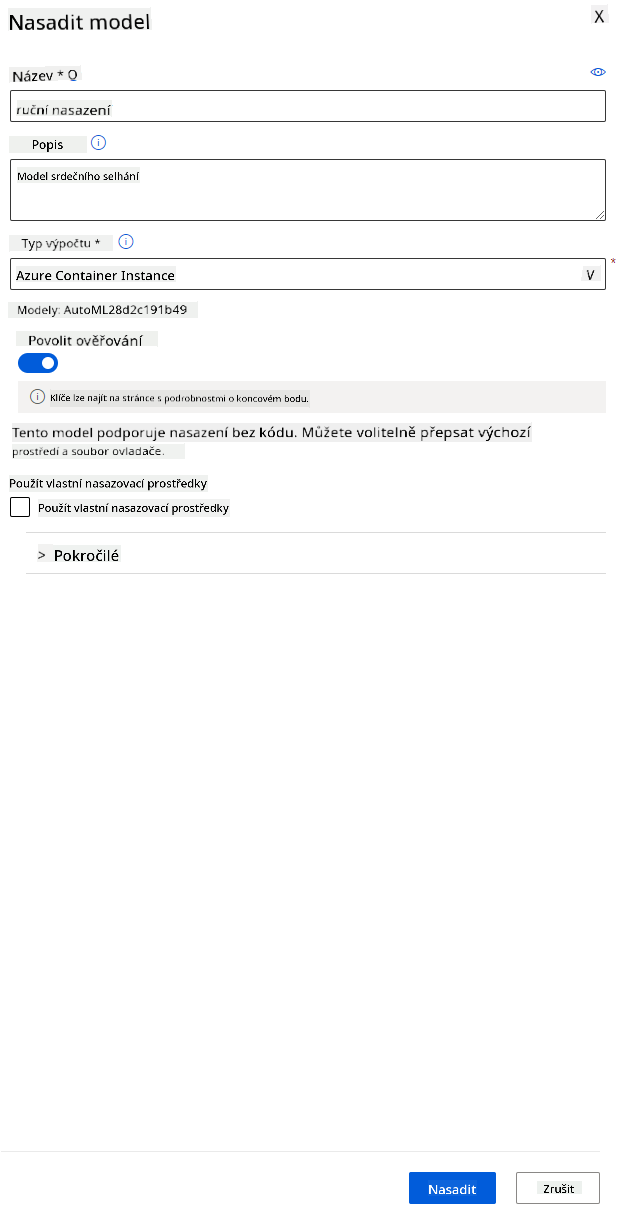 Nasadit model
X
Název * O
ruční nasazení
Popis
Model srdečního selhání
Typ výpočtu *
Azure Container Instance
V
*
Modely: AutoML28d2c191b49
Povolit ověřování
Klíče lze najít na stránce s podrobnostmi o koncovém bodu.
Tento model podporuje nasazení bez kódu. Můžete volitelně přepsat výchozí
prostředí a soubor ovladače.
Použít vlastní nasazovací prostředky
Použít vlastní nasazovací prostředky
> Pokročilé
Nasadit
Zrušit